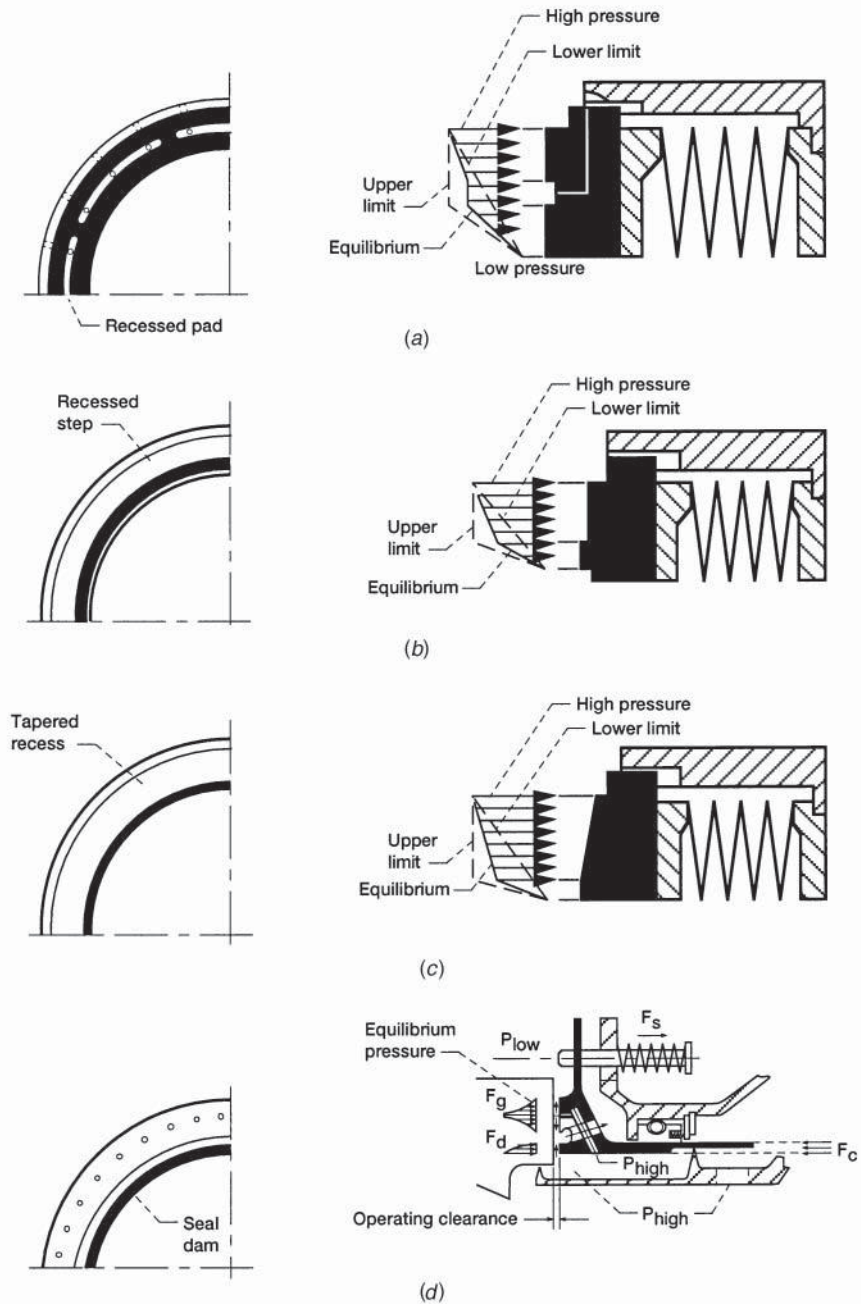 High pressure
Lower limit
Upper
limit
Equilibrium
Low pressure
Recessed pad
(a)
Recessed
step
High pressure
Lower limit
Upper
limit
Equilibrium
(b)
Tapered
recess
High pressure
Lower limit
Upper
limit
Equilibrium
(c)
Equilibrium
pressure
Plow
Fs
Fg
Fd
Phigh
Fc
Seal
dam
Operating clearance
Phigh
(d)